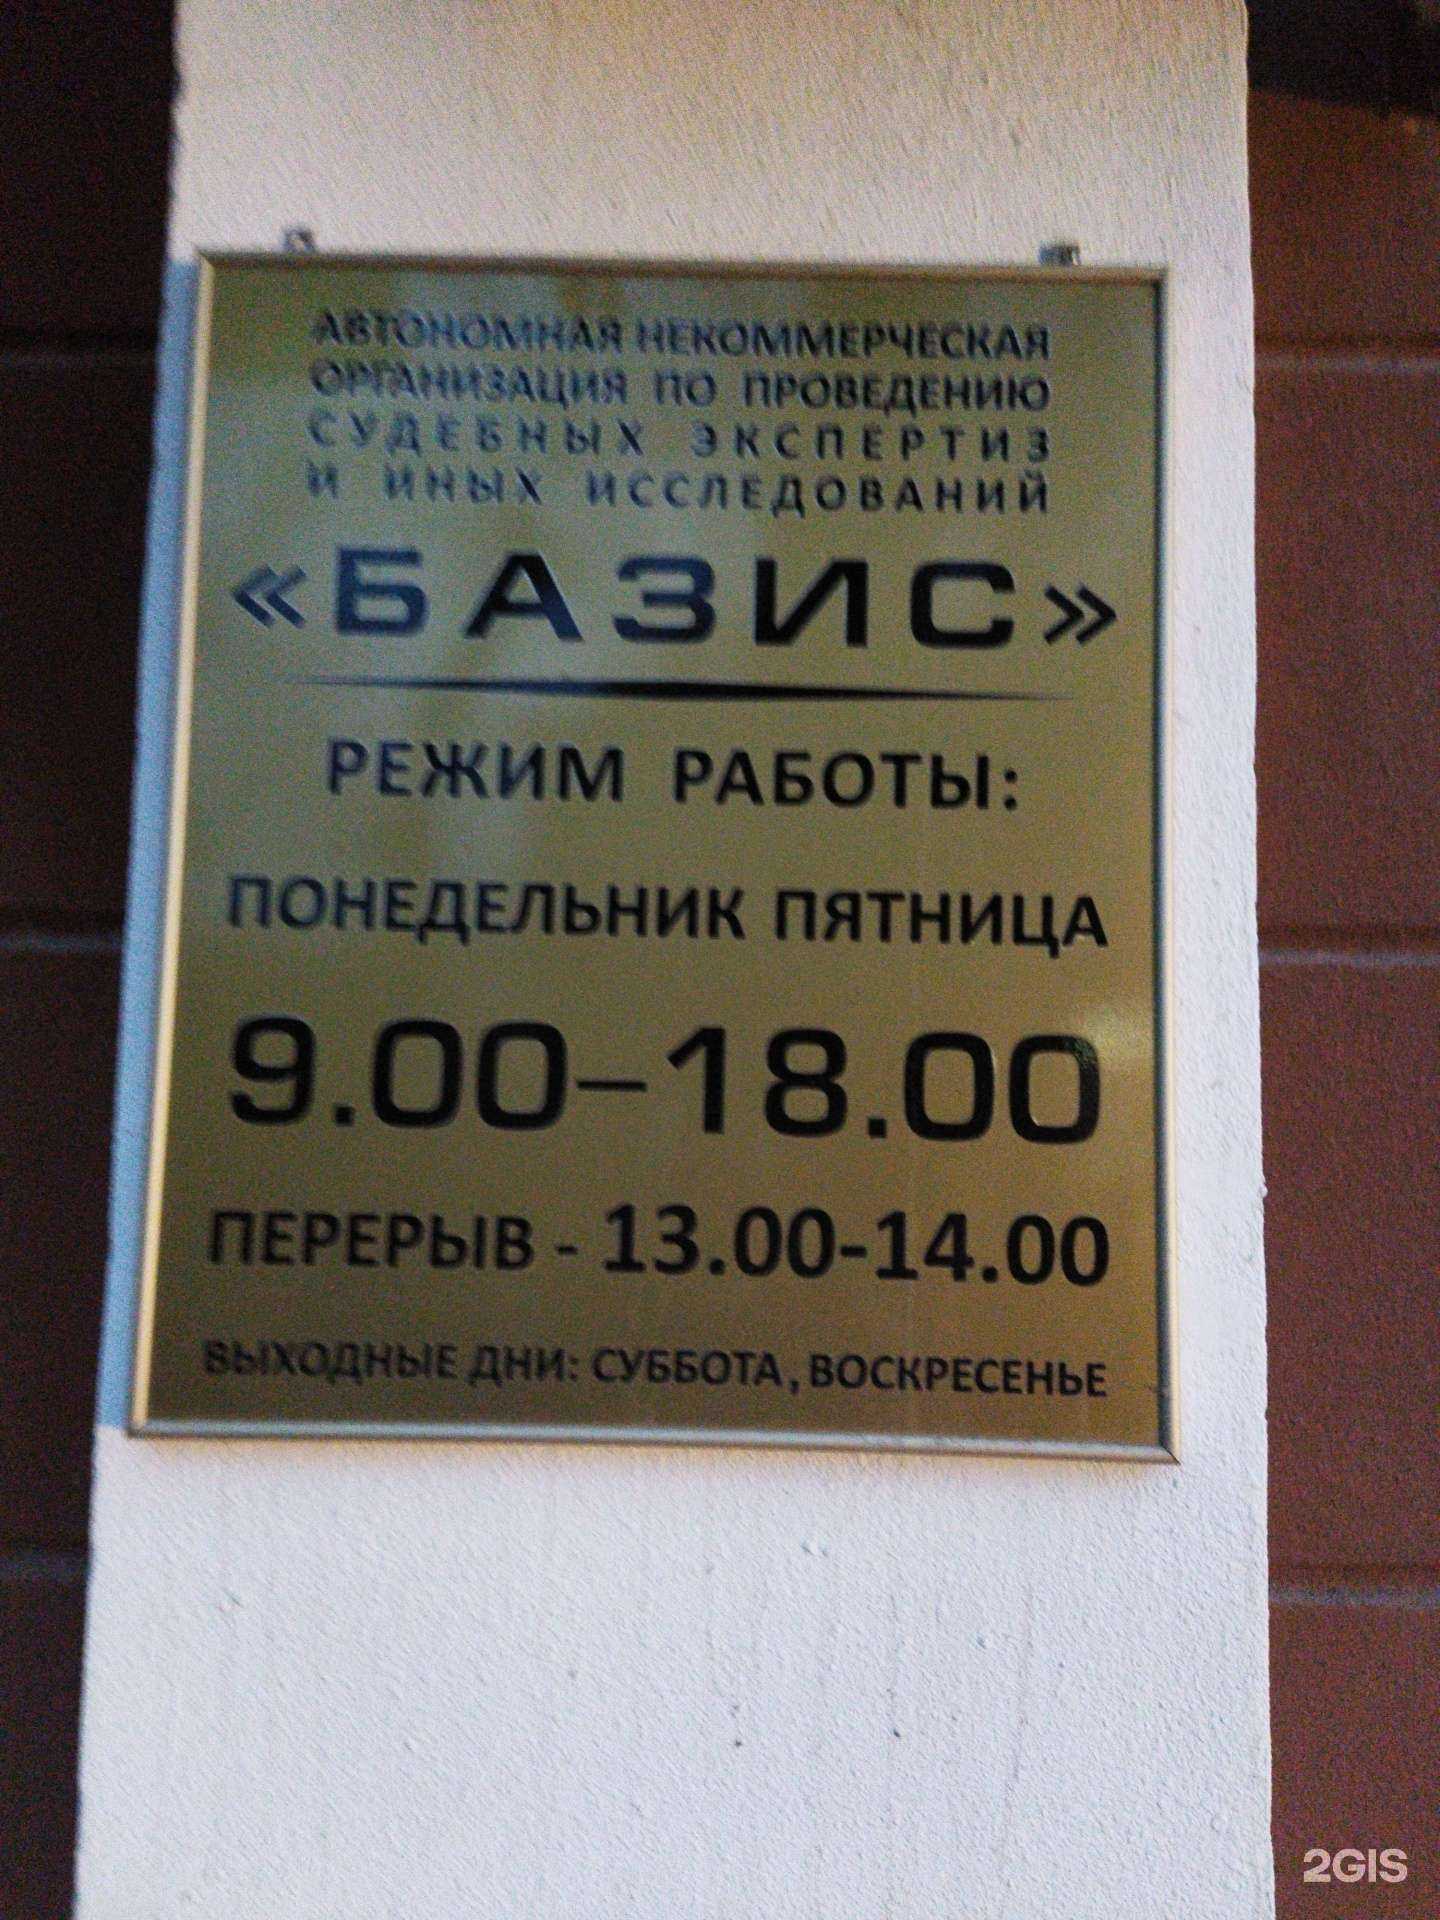 АВТОНОМНАЯ НЕКОММЕРЧЕСКАЯ
ОРГАНИЗАЦИЯ ПО ПРОВЕДЕНИЮ
СУДЕБНЫХ ЭКСПЕРТИЗ
И ИНЫХ ИССЛЕДОВАНИЙ
«БАЗИС»
РЕЖИМ РАБОТЫ:
ПОНЕДЕЛЬНИК ПЯТНИЦА
9.00–18.00
ПЕРЕРЫВ - 13.00-14.00
ВЫХОДНЫЕ ДНИ: СУББОТА, ВОСКРЕСЕНЬЕ
2GIS